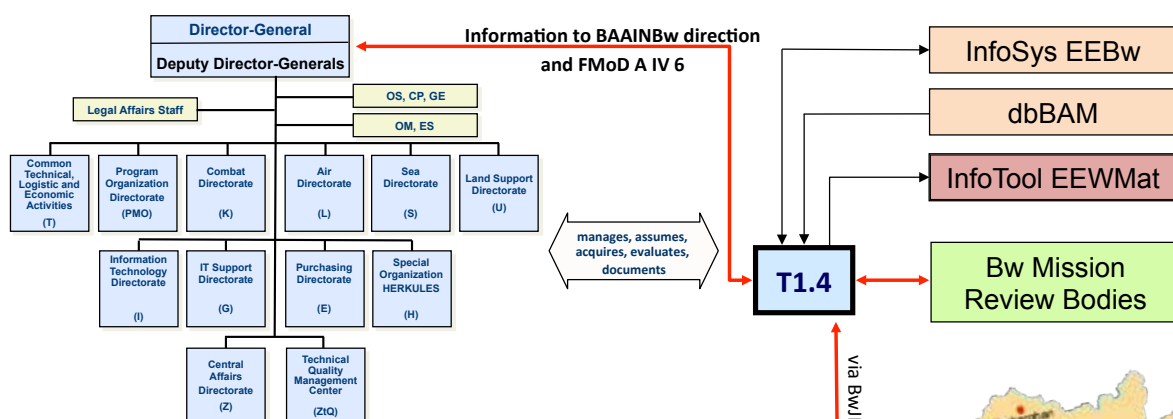 Director-General
Deputy Director-Generals
Information to BAAINBw direction
and FMoD A IV 6
InfoSys EEBw
dbBAM
InfoTool EEWMat
Legal Affairs Staff
OS, CP, GE
OM, ES
Common
Technical,
Logistic and
Economic
Activities
(T)
Program
Organization
Directorate
(PMO)
Combat
Directorate
(K)
Air
Directorate
(L)
Sea
Directorate
(S)
Land Support
Directorate
(U)
manages, assumes,
acquires, evaluates,
documents
T1.4
Bw Mission
Review Bodies
Information
Technology
Directorate
(I)
IT Support
Directorate
(G)
Purchasing
Directorate
(E)
Special
Organization
HERKULES
(H)
Central
Affairs
Directorate
(Z)
Technical
Quality
Management
Center
(ZtQ)
via